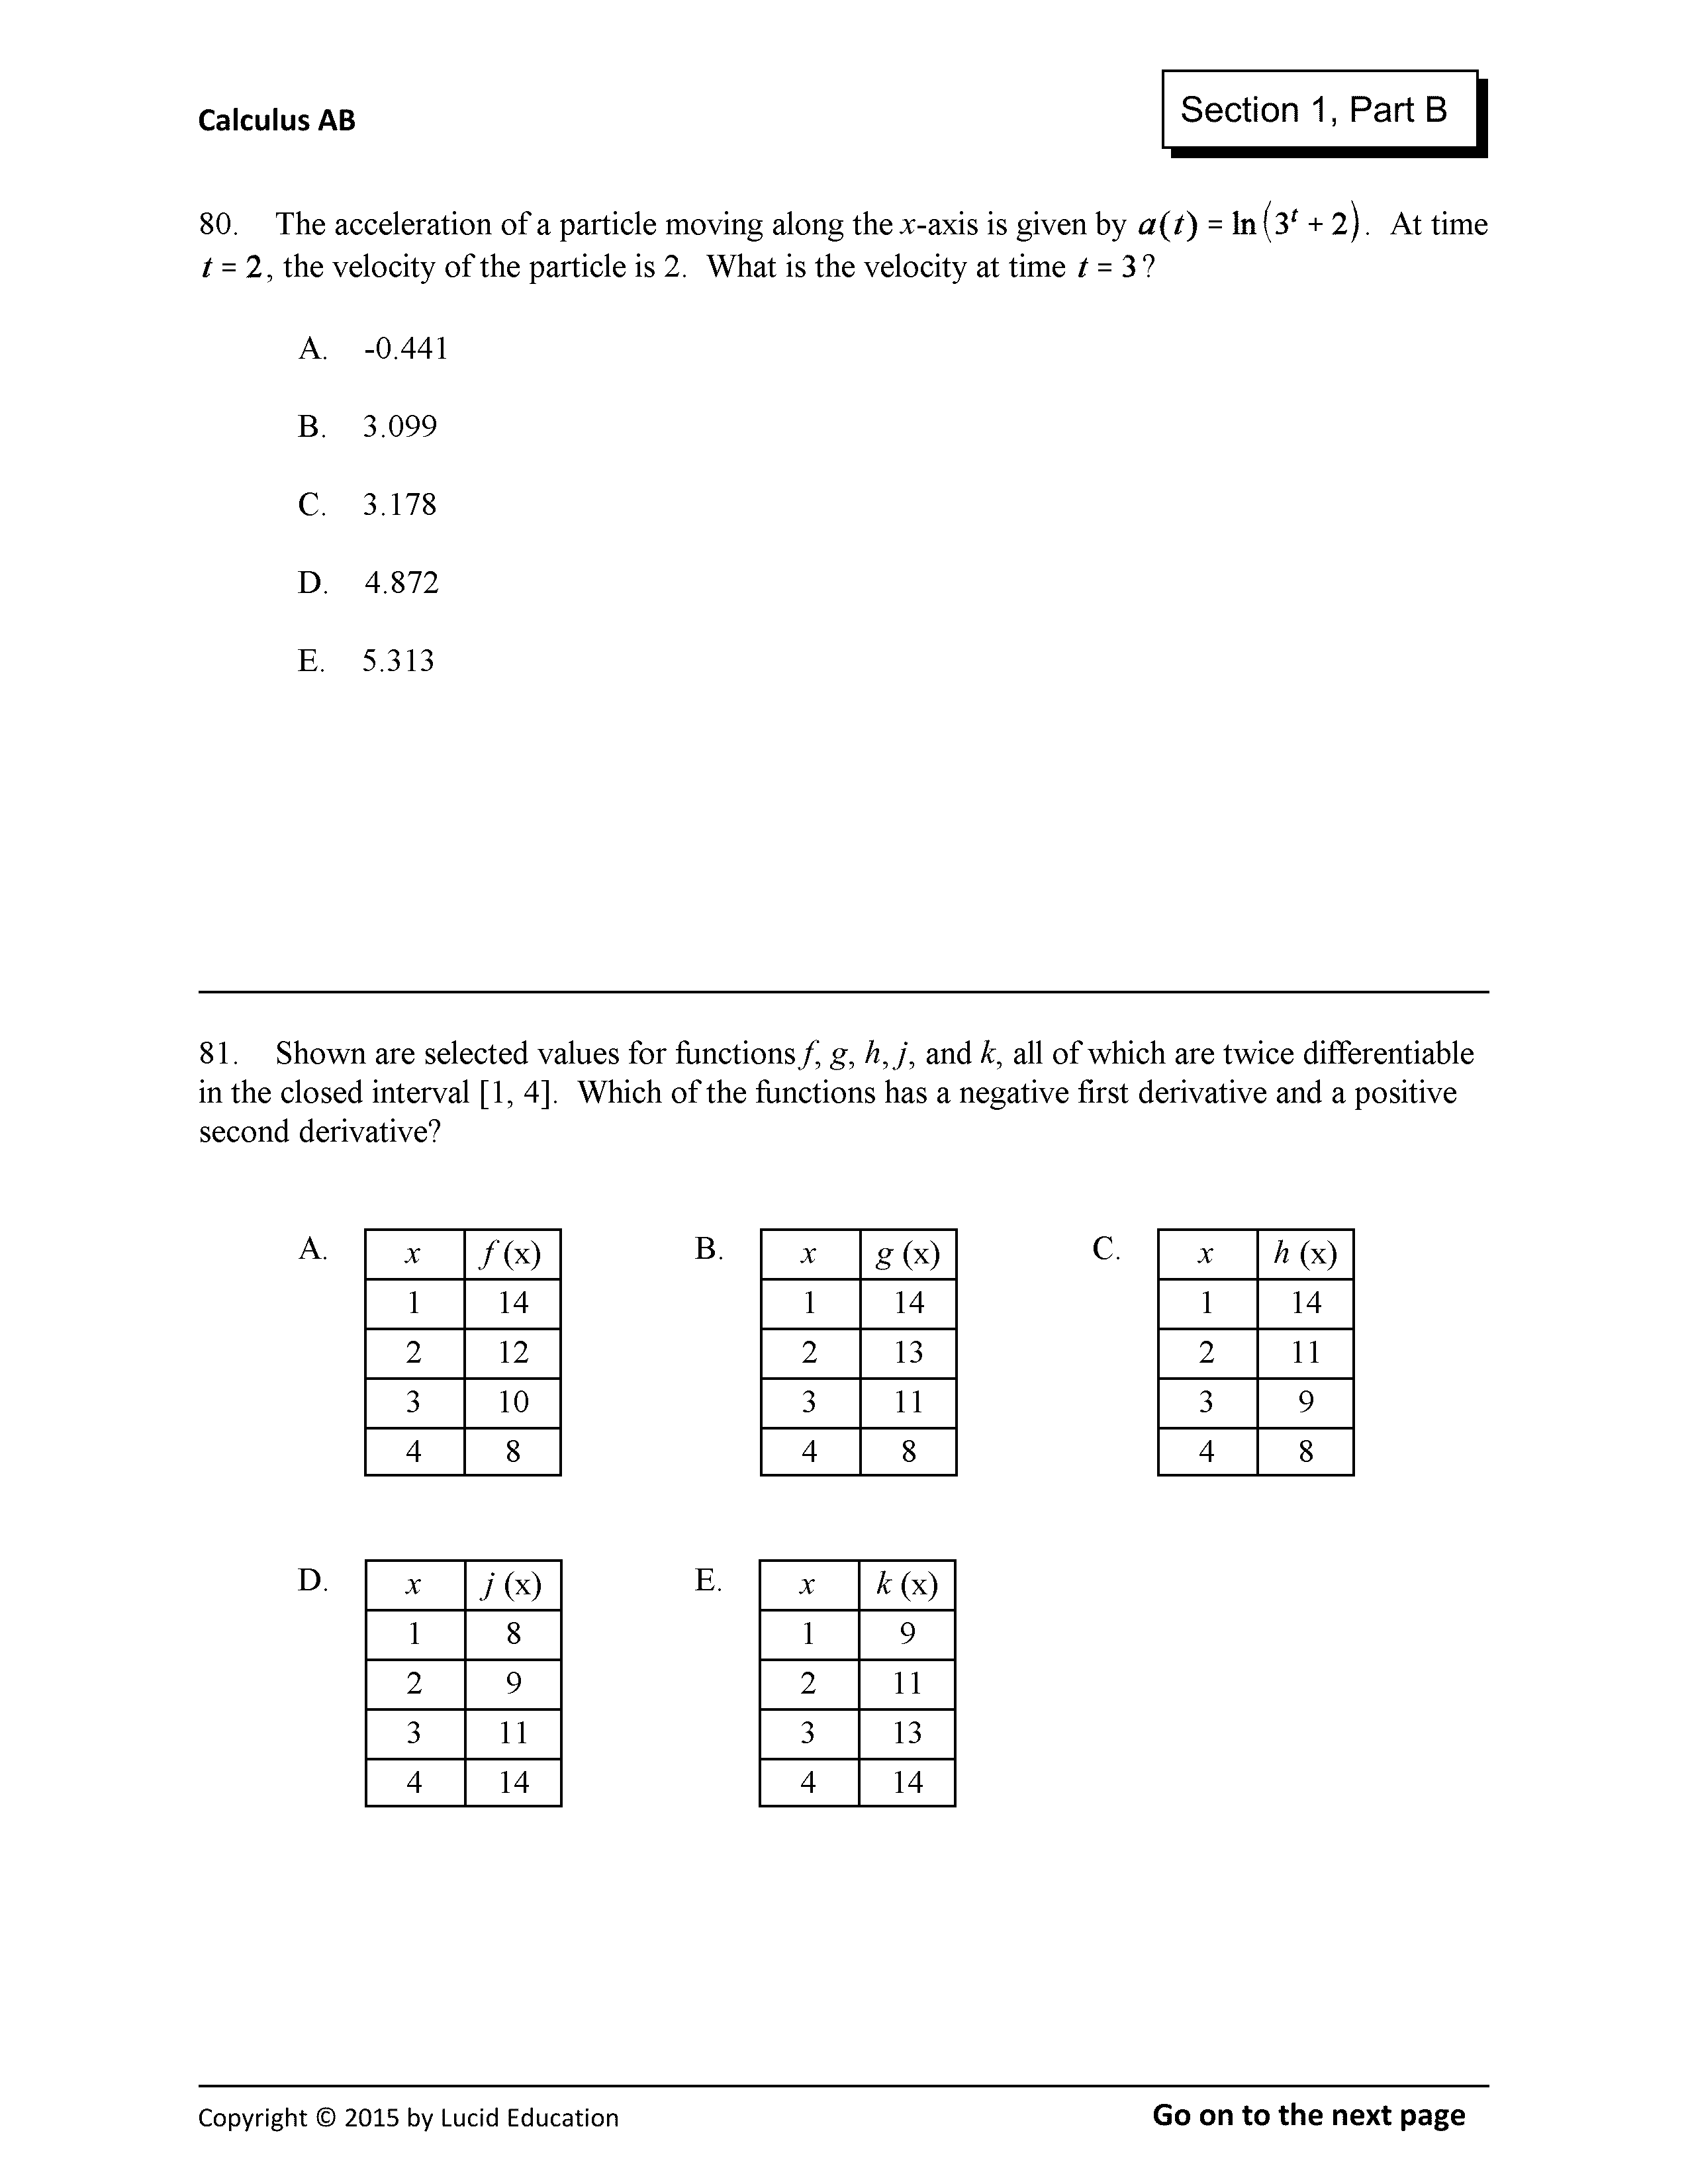 Calculus AB
Section 1, Part B
80. The acceleration of a particle moving along the x-axis is given by a(t) = ln(3ᵗ + 2). At time
t = 2, the velocity of the particle is 2. What is the velocity at time t = 3?
A. -0.441
B. 3.099
C. 3.178
D. 4.872
E. 5.313
81. Shown are selected values for functions f, g, h, j, and k, all of which are twice differentiable
in the closed interval [1, 4]. Which of the functions has a negative first derivative and a positive
second derivative?
A.
x f (x)
1 14
2 12
3 10
4 8
B.
x g (x)
1 14
2 13
3 11
4 8
C.
x h (x)
1 14
2 11
3 9
4 8
D.
x j (x)
1 8
2 9
3 11
4 14
E.
x k (x)
1 9
2 11
3 13
4 14
Copyright © 2015 by Lucid Education
Go on to the next page